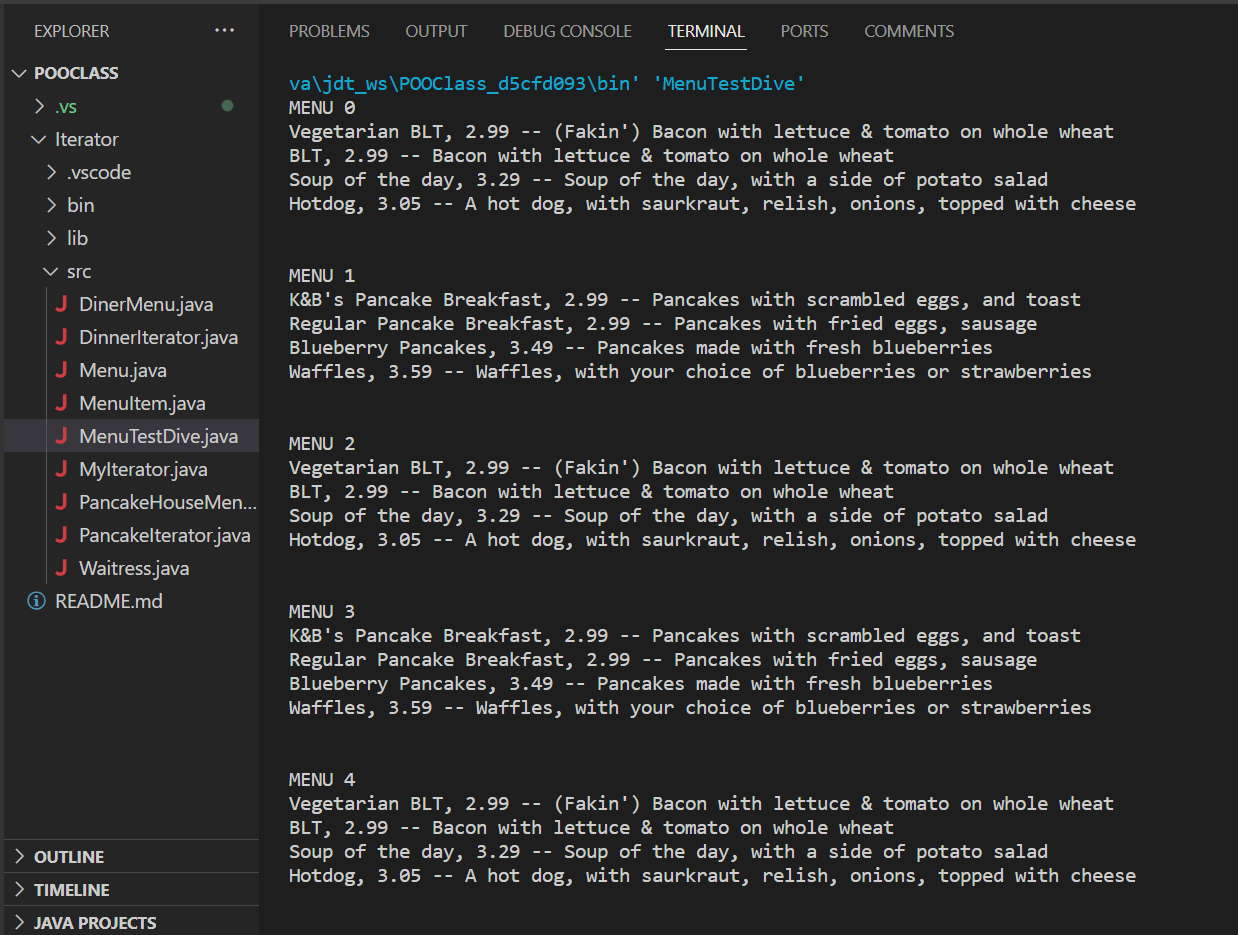 EXPLORER
POOCLASS
.vs
Iterator
.vscode
bin
lib
src
DinerMenu.java
DinnerIterator.java
Menu.java
MenuItem.java
MenuTestDive.java
MyIterator.java
PancakeHouseMen...
PancakeIterator.java
Waitress.java
README.md
OUTLINE
TIMELINE
JAVA PROJECTS
PROBLEMS OUTPUT DEBUG CONSOLE TERMINAL PORTS COMMENTS
va\jdt_ws\POOClass_d5cfd093\bin' 'MenuTestDive'
MENU 0
Vegetarian BLT, 2.99 -- (Fakin') Bacon with lettuce & tomato on whole wheat
BLT, 2.99 -- Bacon with lettuce & tomato on whole wheat
Soup of the day, 3.29 -- Soup of the day, with a side of potato salad
Hotdog, 3.05 -- A hot dog, with saurkraut, relish, onions, topped with cheese
MENU 1
K&B's Pancake Breakfast, 2.99 -- Pancakes with scrambled eggs, and toast
Regular Pancake Breakfast, 2.99 -- Pancakes with fried eggs, sausage
Blueberry Pancakes, 3.49 -- Pancakes made with fresh blueberries
Waffles, 3.59 -- Waffles, with your choice of blueberries or strawberries
MENU 2
Vegetarian BLT, 2.99 -- (Fakin') Bacon with lettuce & tomato on whole wheat
BLT, 2.99 -- Bacon with lettuce & tomato on whole wheat
Soup of the day, 3.29 -- Soup of the day, with a side of potato salad
Hotdog, 3.05 -- A hot dog, with saurkraut, relish, onions, topped with cheese
MENU 3
K&B's Pancake Breakfast, 2.99 -- Pancakes with scrambled eggs, and toast
Regular Pancake Breakfast, 2.99 -- Pancakes with fried eggs, sausage
Blueberry Pancakes, 3.49 -- Pancakes made with fresh blueberries
Waffles, 3.59 -- Waffles, with your choice of blueberries or strawberries
MENU 4
Vegetarian BLT, 2.99 -- (Fakin') Bacon with lettuce & tomato on whole wheat
BLT, 2.99 -- Bacon with lettuce & tomato on whole wheat
Soup of the day, 3.29 -- Soup of the day, with a side of potato salad
Hotdog, 3.05 -- A hot dog, with saurkraut, relish, onions, topped with cheese